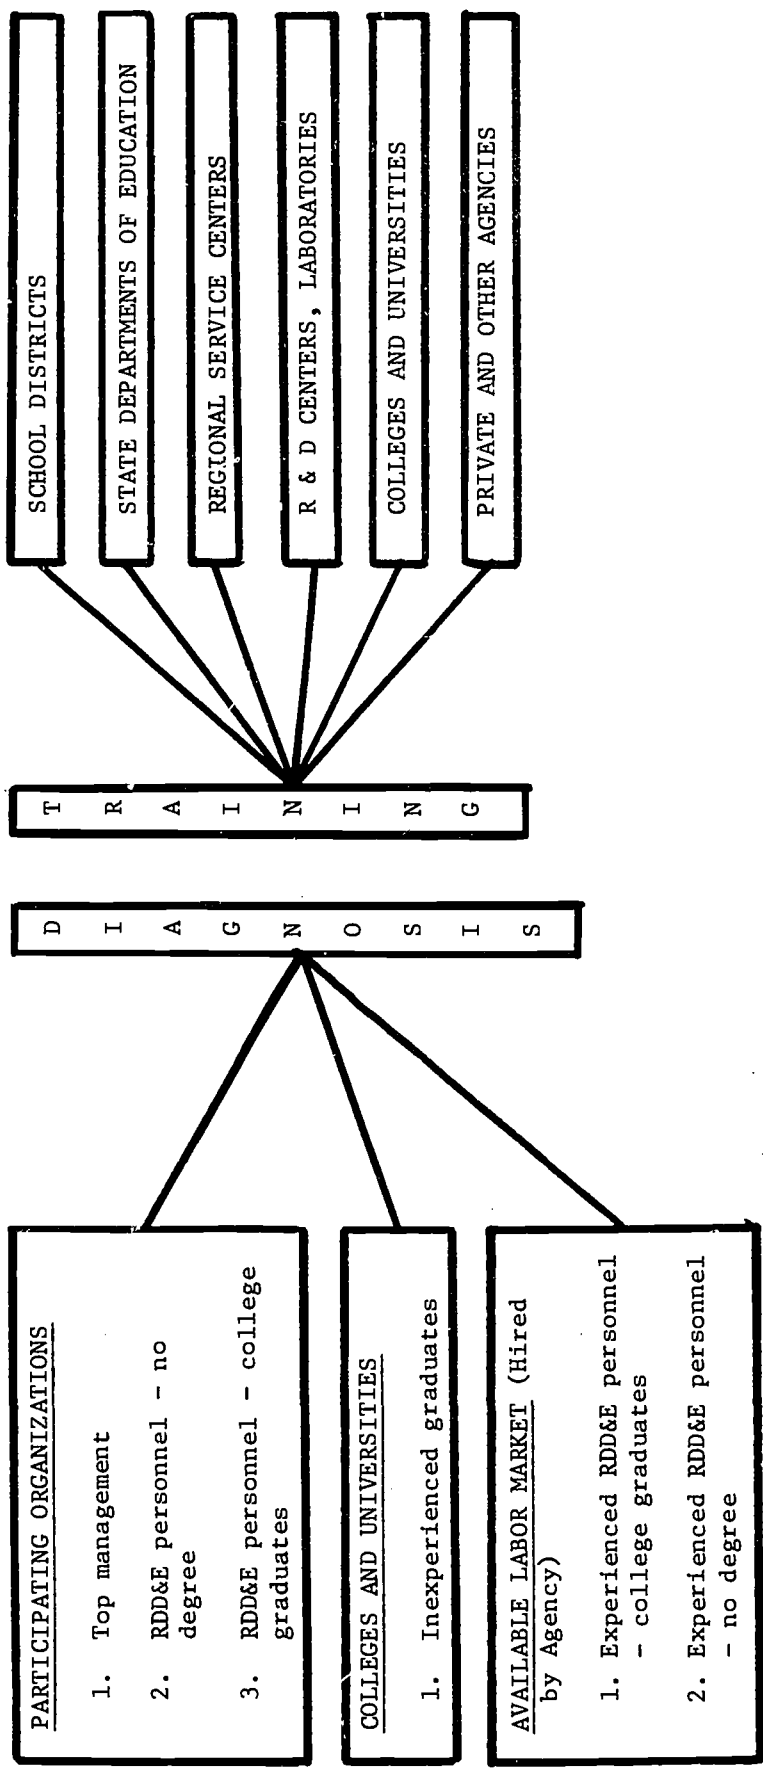 PARTICIPATING ORGANIZATIONS
1. Top management
2. RDD&E personnel - no
degree
3. RDD&E personnel - college
graduates
COLLEGES AND UNIVERSITIES
1. Inexperienced graduates
AVAILABLE LABOR MARKET (Hired
by Agency)
1. Experienced RDD&E personnel
- college graduates
2. Experienced RDD&E personnel
- no degree
DIAGNOSIS
TRAINING
SCHOOL DISTRICTS
STATE DEPARTMENTS OF EDUCATION
REGIONAL SERVICE CENTERS
R & D CENTERS, LABORATORIES
COLLEGES AND UNIVERSITIES
PRIVATE AND OTHER AGENCIES